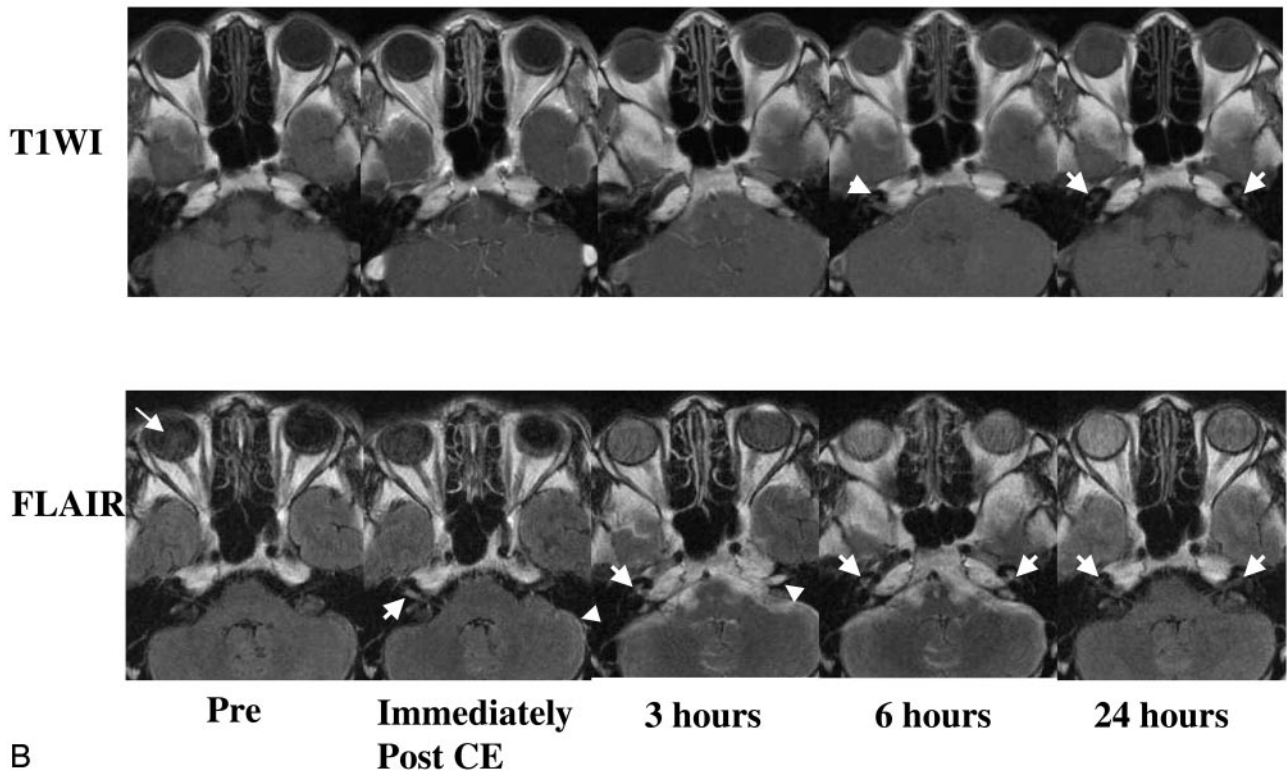 T1WI
FLAIR
Pre
Immediately
Post CE
3 hours
6 hours
24 hours
B